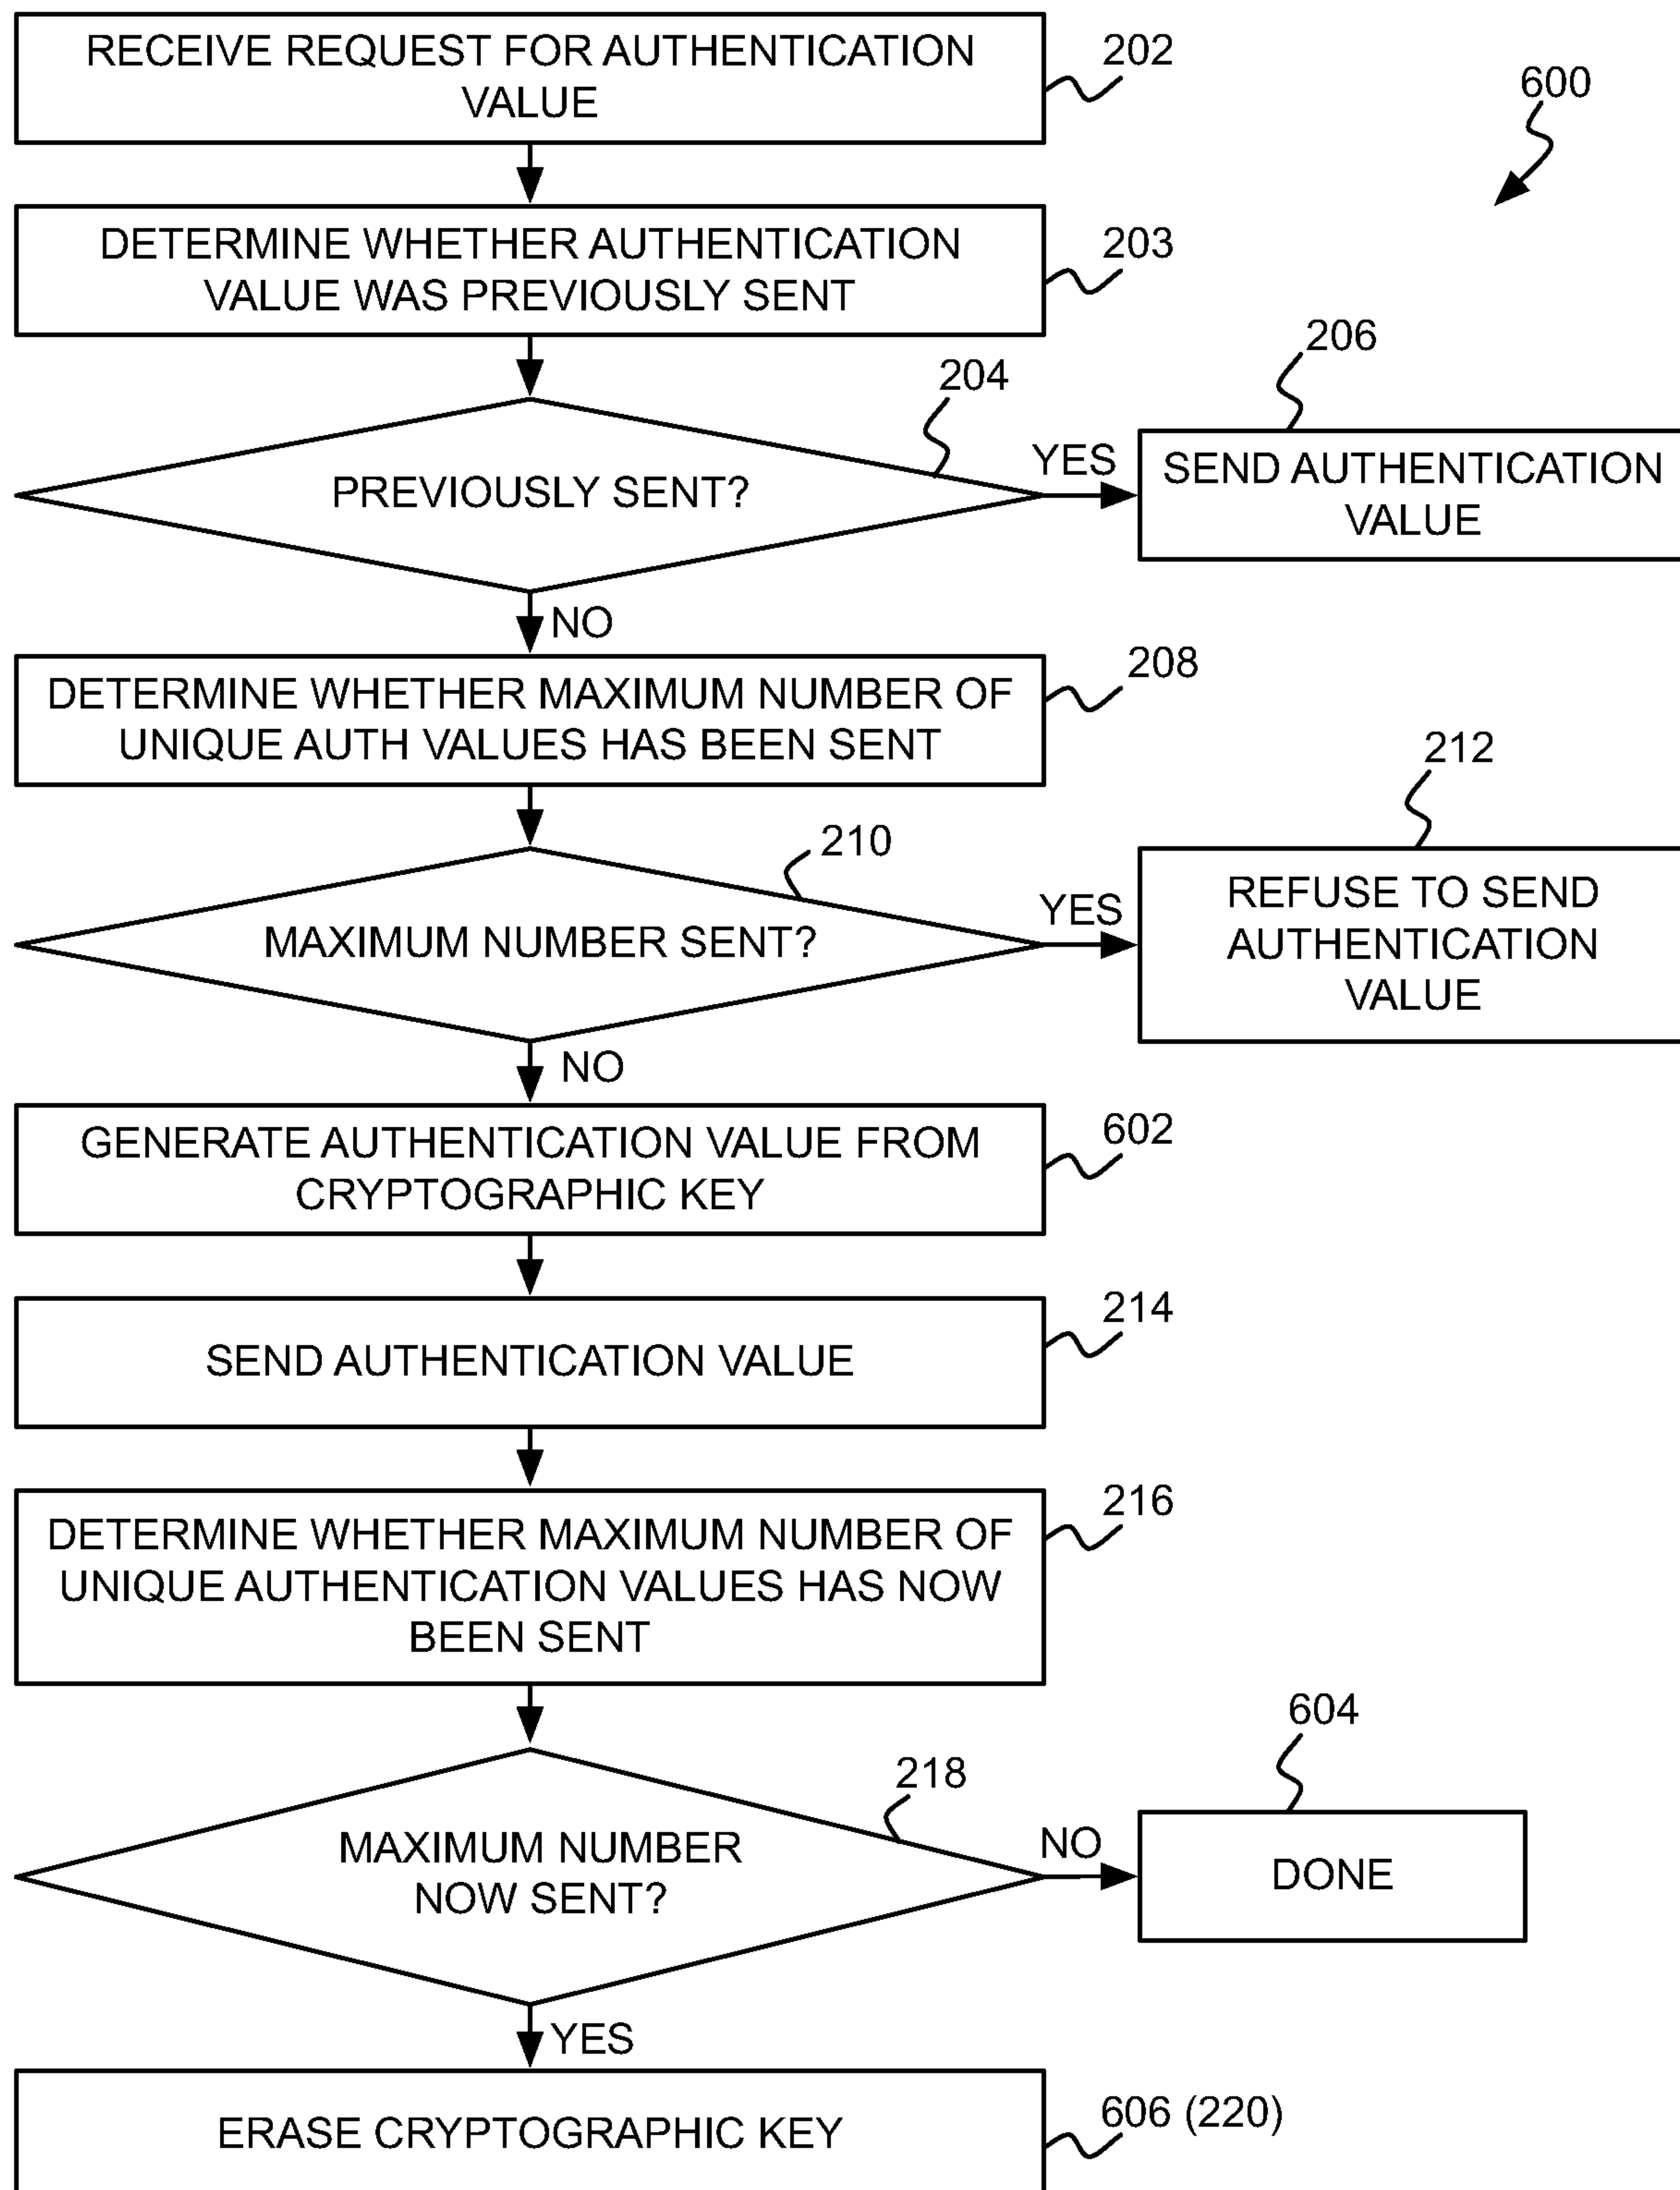 RECEIVE REQUEST FOR AUTHENTICATION
VALUE
202
600
DETERMINE WHETHER AUTHENTICATION
VALUE WAS PREVIOUSLY SENT
203
204
PREVIOUSLY SENT?
YES
206
SEND AUTHENTICATION
VALUE
NO
DETERMINE WHETHER MAXIMUM NUMBER OF
UNIQUE AUTH VALUES HAS BEEN SENT
208
210
MAXIMUM NUMBER SENT?
YES
212
REFUSE TO SEND
AUTHENTICATION
VALUE
NO
GENERATE AUTHENTICATION VALUE FROM
CRYPTOGRAPHIC KEY
602
SEND AUTHENTICATION VALUE
214
DETERMINE WHETHER MAXIMUM NUMBER OF
UNIQUE AUTHENTICATION VALUES HAS NOW
BEEN SENT
216
218
MAXIMUM NUMBER
NOW SENT?
NO
604
DONE
YES
ERASE CRYPTOGRAPHIC KEY
606 (220)